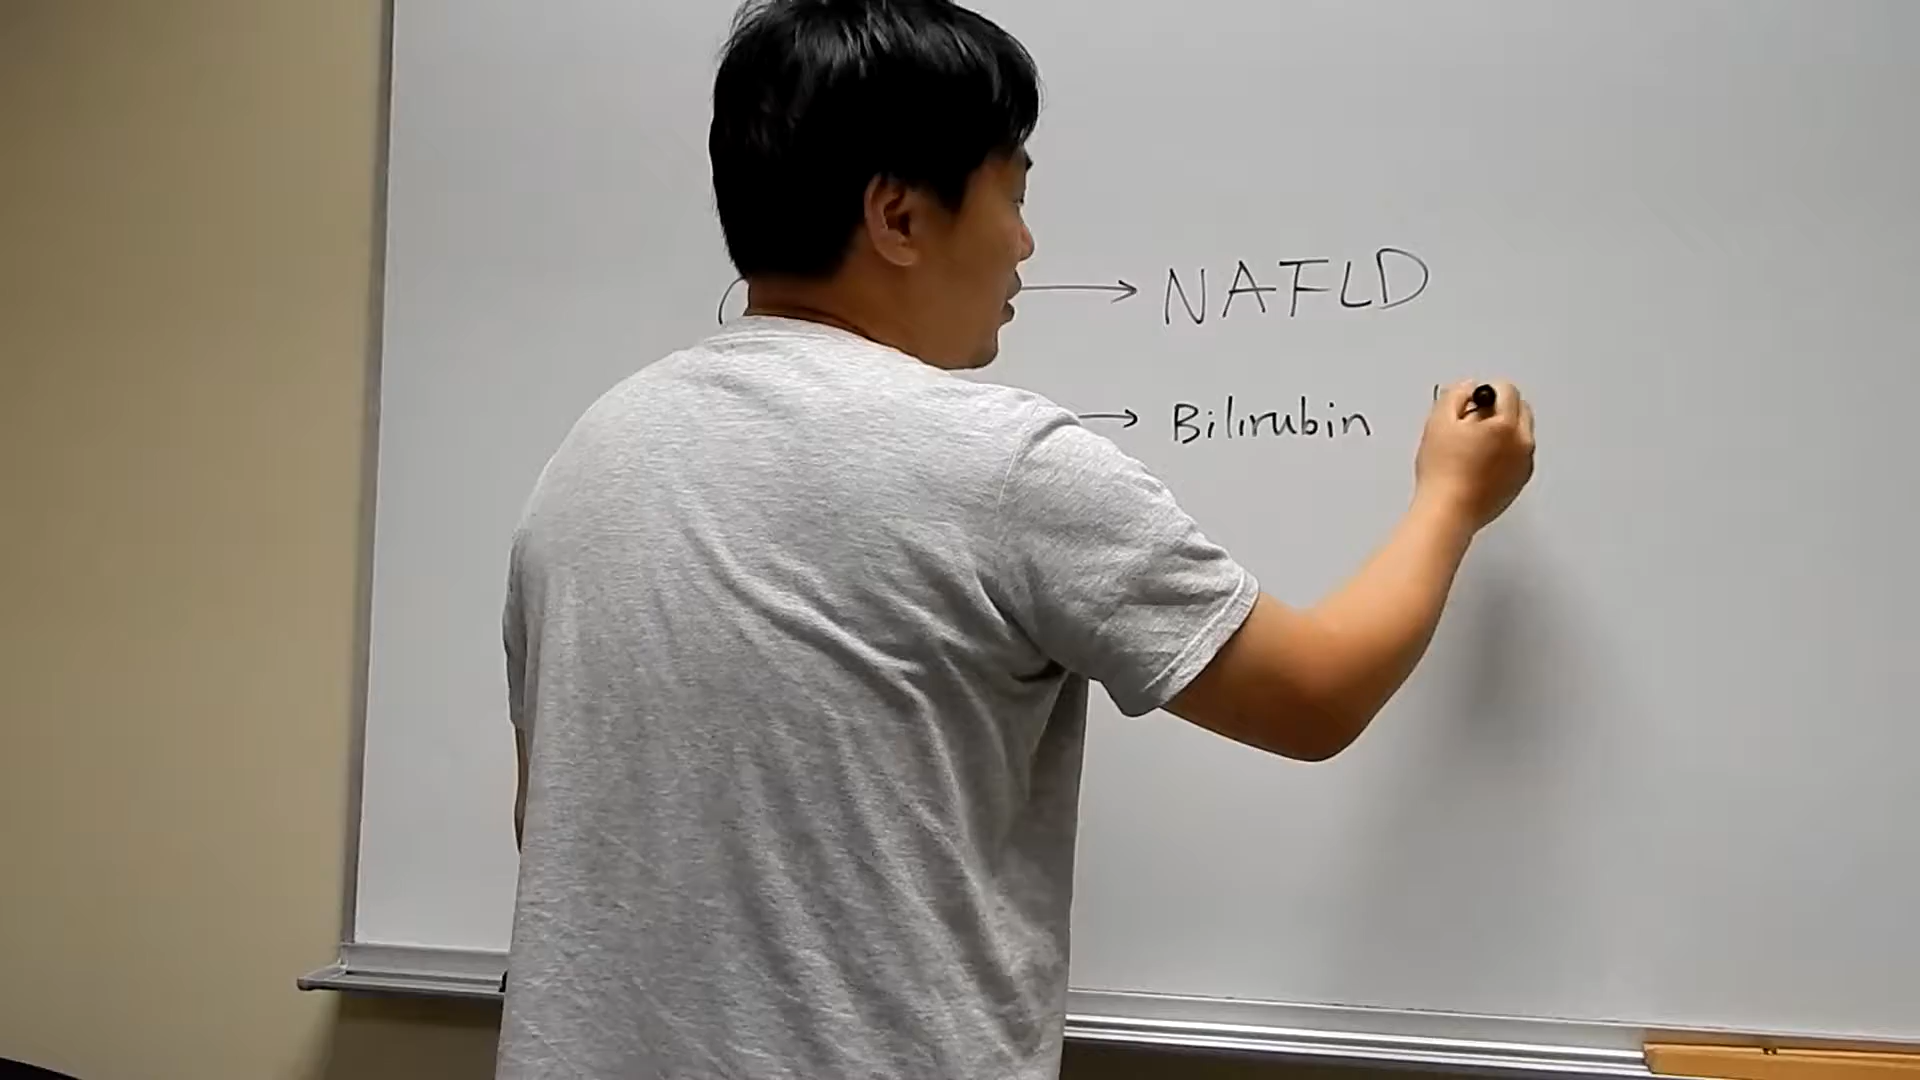 → NAFLD
→ Bilirubin